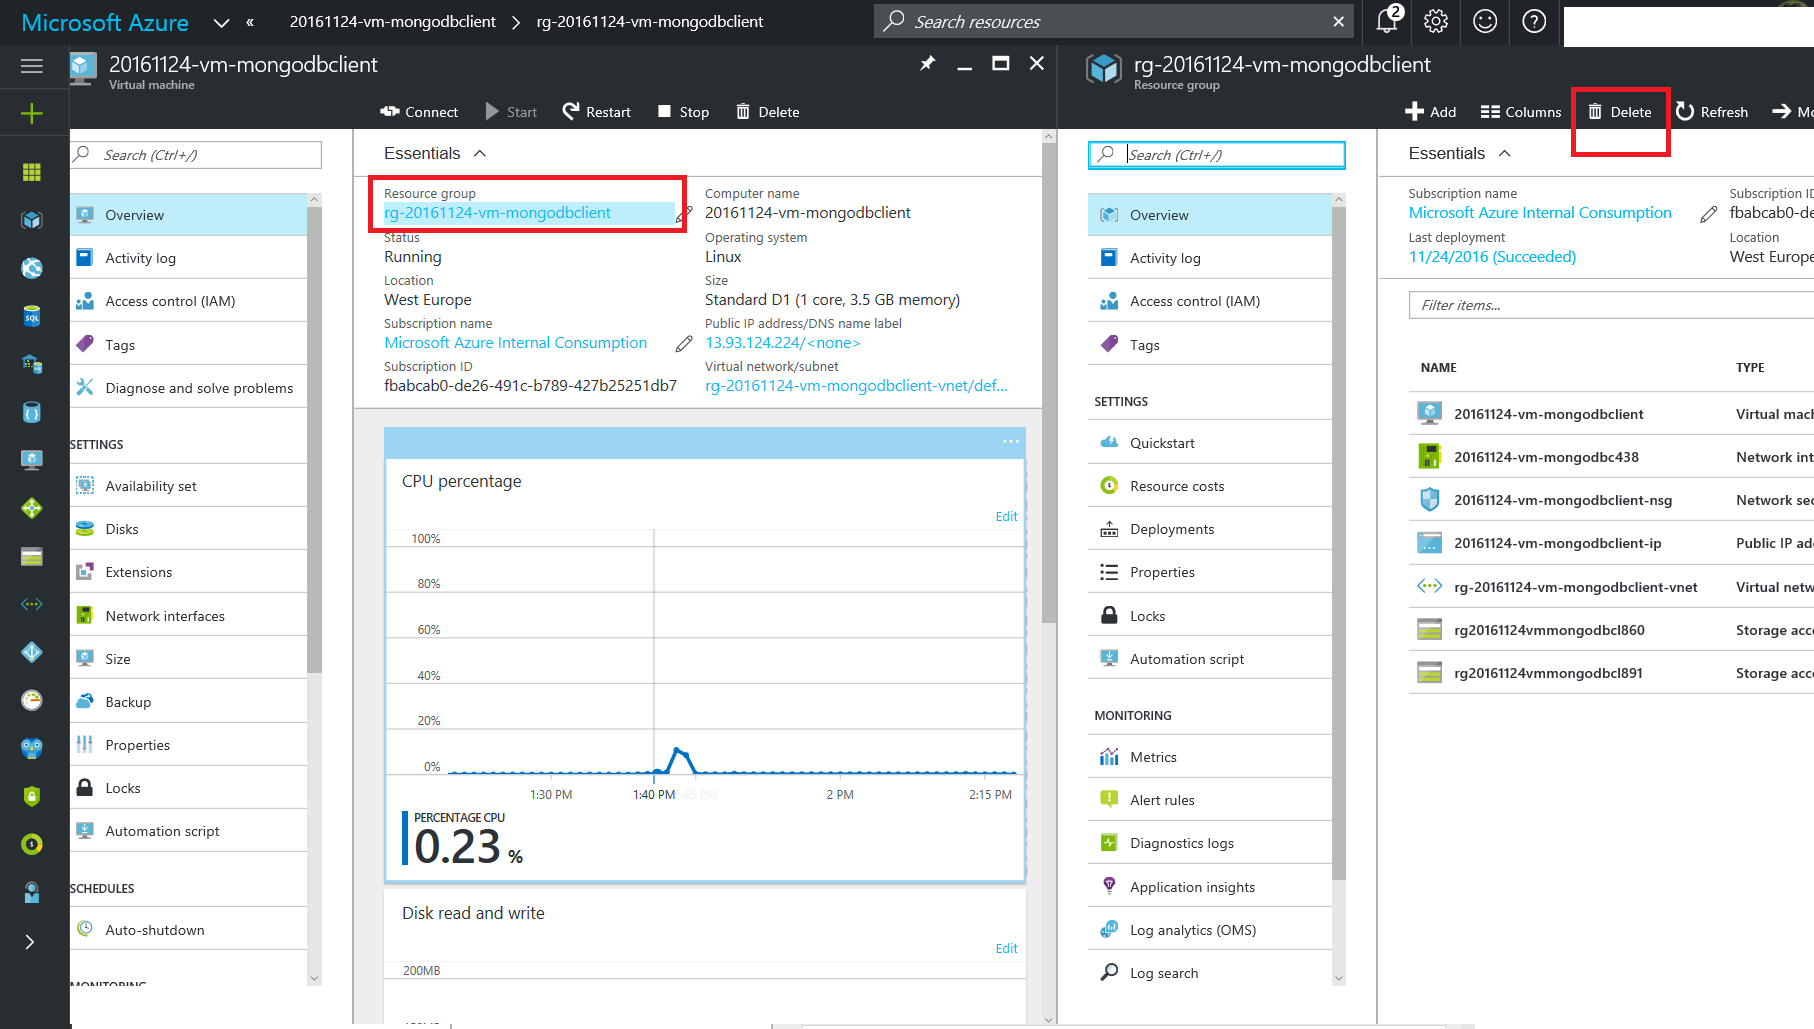 Microsoft Azure
«
20161124-vm-mongodbclient
rg-20161124-vm-mongodbclient
Search resources
2
20161124-vm-mongodbclient
Virtual machine
Connect
Start
Restart
Stop
Delete
Search (Ctrl+/)
Overview
Activity log
Access control (IAM)
Tags
Diagnose and solve problems
SETTINGS
Availability set
Disks
Extensions
Network interfaces
Size
Backup
Properties
Locks
Automation script
SCHEDULES
Auto-shutdown
MONITORING
Essentials
Resource group
rg-20161124-vm-mongodbclient
Status
Running
Location
West Europe
Subscription name
Microsoft Azure Internal Consumption
Subscription ID
fbabcab0-de26-491c-b789-427b25251db7
Computer name
20161124-vm-mongodbclient
Operating system
Linux
Size
Standard D1 (1 core, 3.5 GB memory)
Public IP address/DNS name label
13.93.124.224/<none>
Virtual network/subnet
rg-20161124-vm-mongodbclient-vnet/def...
CPU percentage
Edit
100%
80%
60%
40%
20%
0%
1:30 PM
1:40 PM
45 PM
2 PM
2:15 PM
PERCENTAGE CPU
0.23 %
Disk read and write
Edit
200MB
rg-20161124-vm-mongodbclient
Resource group
Add
Columns
Delete
Refresh
Mo
Search (Ctrl+/)
Overview
Activity log
Access control (IAM)
Tags
SETTINGS
Quickstart
Resource costs
Deployments
Properties
Locks
Automation script
MONITORING
Metrics
Alert rules
Diagnostics logs
Application insights
Log analytics (OMS)
Log search
Essentials
Subscription name
Microsoft Azure Internal Consumption
Last deployment
11/24/2016 (Succeeded)
Subscription ID
fbabcab0-de
Location
West Europe
Filter items...
NAME TYPE
20161124-vm-mongodbclient Virtual mach
20161124-vm-mongodbc438 Network int
20161124-vm-mongodbclient-nsg Network sec
20161124-vm-mongodbclient-ip Public IP ad
rg-20161124-vm-mongodbclient-vnet Virtual netw
rg20161124vmmongodbcl860 Storage acc
rg20161124vmmongodbcl891 Storage acc